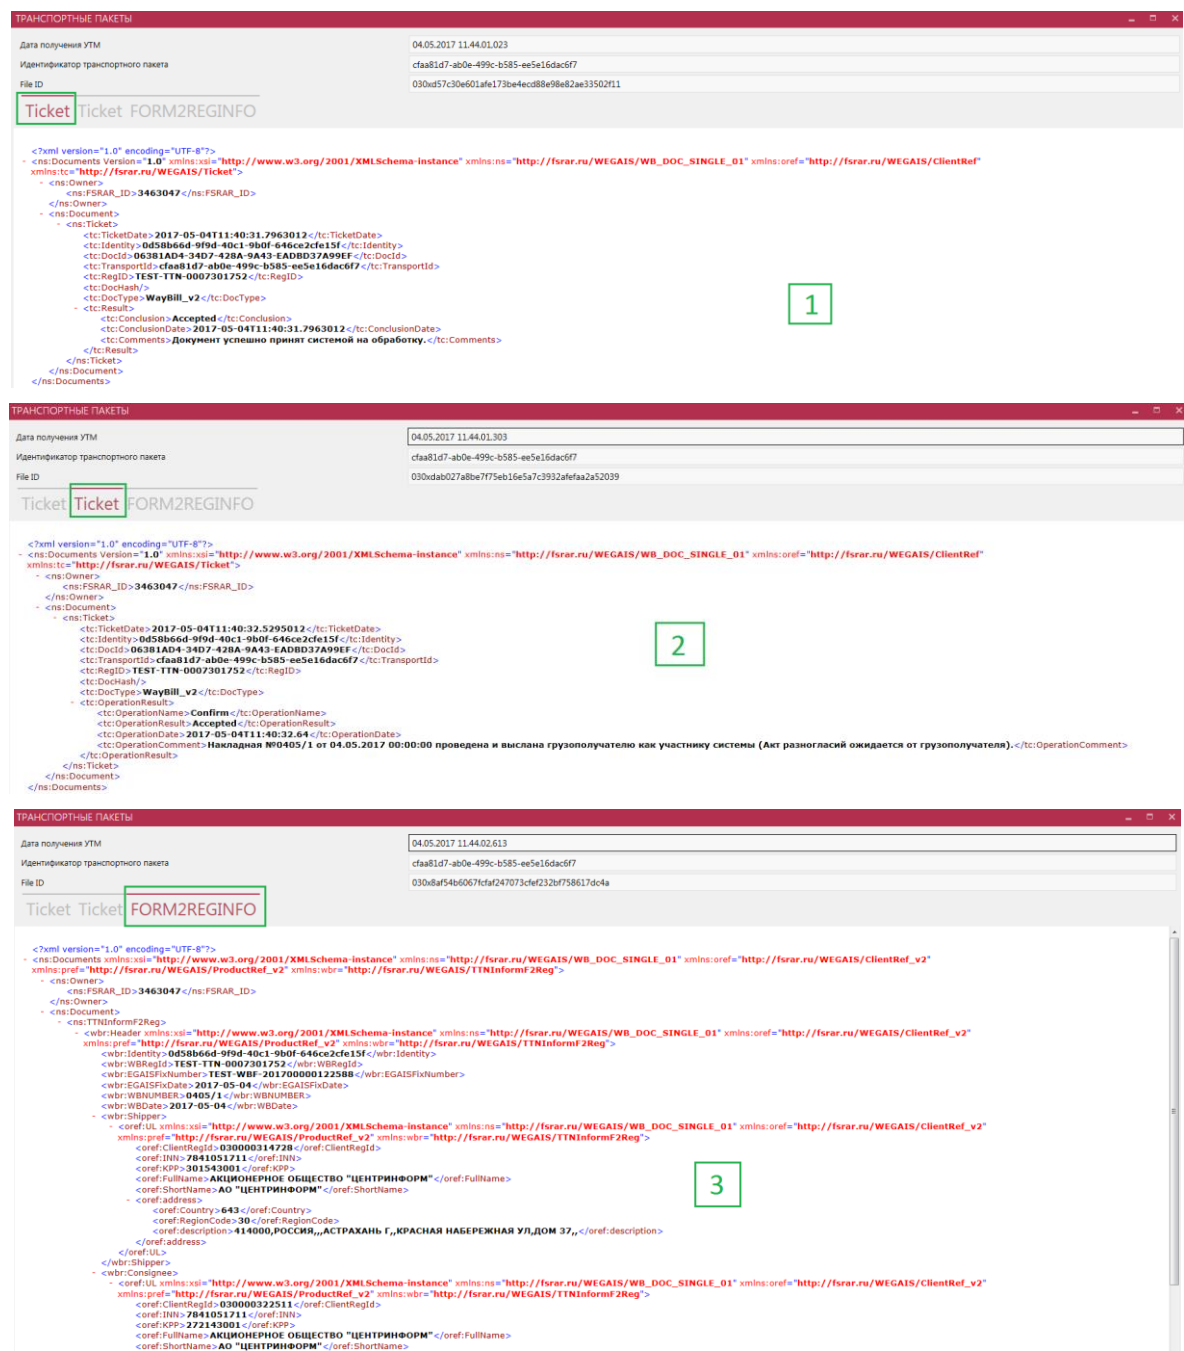 ТРАНСПОРТНЫЕ ПАКЕТЫ
Дата получения УТМ 04.05.2017 11.44.01.023
Идентификатор транспортного пакета cfaa81d7-ab0e-499c-b585-ee5e16dac6f7
File ID 030xd57c30e601afe173be4ecd88e98e82ae33502f11
Ticket Ticket FORM2REGINFO
<?xml version="1.0" encoding="UTF-8"?>
- <ns:Documents Version="1.0" xmlns:xsi="http://www.w3.org/2001/XMLSchema-instance" xmlns:ns="http://fsrar.ru/WEGAIS/WB_DOC_SINGLE_01" xmlns:oref="http://fsrar.ru/WEGAIS/ClientRef"
xmlns:tc="http://fsrar.ru/WEGAIS/Ticket">
- <ns:Owner>
<ns:FSRAR_ID>3463047</ns:FSRAR_ID>
</ns:Owner>
- <ns:Document>
- <ns:Ticket>
<tc:TicketDate>2017-05-04T11:40:31.7963012</tc:TicketDate>
<tc:Identity>0d58b66d-9f9d-40c1-9b0f-646ce2cfe15f</tc:Identity>
<tc:DocId>06381AD4-34D7-428A-9A43-EADBD37A99EF</tc:DocId>
<tc:TransportId>cfaa81d7-ab0e-499c-b585-ee5e16dac6f7</tc:TransportId>
<tc:RegID>TEST-TTN-0007301752</tc:RegID>
<tc:DocHash/>
<tc:DocType>WayBill_v2</tc:DocType>
- <tc:Result>
<tc:Conclusion>Accepted</tc:Conclusion>
<tc:ConclusionDate>2017-05-04T11:40:31.7963012</tc:ConclusionDate>
<tc:Comments>Документ успешно принят системой на обработку.</tc:Comments>
</tc:Result>
</ns:Ticket>
</ns:Document>
</ns:Documents>
1
ТРАНСПОРТНЫЕ ПАКЕТЫ
Дата получения УТМ 04.05.2017 11.44.01.303
Идентификатор транспортного пакета cfaa81d7-ab0e-499c-b585-ee5e16dac6f7
File ID 030xdab027a8be7f75eb16e5a7c3932afefaa2a52039
Ticket Ticket FORM2REGINFO
<?xml version="1.0" encoding="UTF-8"?>
- <ns:Documents Version="1.0" xmlns:xsi="http://www.w3.org/2001/XMLSchema-instance" xmlns:ns="http://fsrar.ru/WEGAIS/WB_DOC_SINGLE_01" xmlns:oref="http://fsrar.ru/WEGAIS/ClientRef"
xmlns:tc="http://fsrar.ru/WEGAIS/Ticket">
- <ns:Owner>
<ns:FSRAR_ID>3463047</ns:FSRAR_ID>
</ns:Owner>
- <ns:Document>
- <ns:Ticket>
<tc:TicketDate>2017-05-04T11:40:32.5295012</tc:TicketDate>
<tc:Identity>0d58b66d-9f9d-40c1-9b0f-646ce2cfe15f</tc:Identity>
<tc:DocId>06381AD4-34D7-428A-9A43-EADBD37A99EF</tc:DocId>
<tc:TransportId>cfaa81d7-ab0e-499c-b585-ee5e16dac6f7</tc:TransportId>
<tc:RegID>TEST-TTN-0007301752</tc:RegID>
<tc:DocHash/>
<tc:DocType>WayBill_v2</tc:DocType>
- <tc:OperationResult>
<tc:OperationName>Confirm</tc:OperationName>
<tc:OperationResult>Accepted</tc:OperationResult>
<tc:OperationDate>2017-05-04T11:40:32.64</tc:OperationDate>
<tc:OperationComment>Накладная №0405/1 от 04.05.2017 00:00:00 проведена и выслана грузополучателю как участнику системы (Акт разногласий ожидается от грузополучателя).</tc:OperationComment>
</tc:OperationResult>
</ns:Ticket>
</ns:Document>
</ns:Documents>
2
ТРАНСПОРТНЫЕ ПАКЕТЫ
Дата получения УТМ 04.05.2017 11.44.02.613
Идентификатор транспортного пакета cfaa81d7-ab0e-499c-b585-ee5e16dac6f7
File ID 030x8af54b6067fcfaf247073cfef232bf758617dc4a
Ticket Ticket FORM2REGINFO
<?xml version="1.0" encoding="UTF-8"?>
- <ns:Documents xmlns:xsi="http://www.w3.org/2001/XMLSchema-instance" xmlns:ns="http://fsrar.ru/WEGAIS/WB_DOC_SINGLE_01" xmlns:oref="http://fsrar.ru/WEGAIS/ClientRef_v2"
xmlns:pref="http://fsrar.ru/WEGAIS/ProductRef_v2" xmlns:wbr="http://fsrar.ru/WEGAIS/TTNInformF2Reg">
- <ns:Owner>
<ns:FSRAR_ID>3463047</ns:FSRAR_ID>
</ns:Owner>
- <ns:Document>
- <ns:TTNInformF2Reg>
- <wbr:Header xmlns:xsi="http://www.w3.org/2001/XMLSchema-instance" xmlns:ns="http://fsrar.ru/WEGAIS/WB_DOC_SINGLE_01" xmlns:oref="http://fsrar.ru/WEGAIS/ClientRef_v2"
xmlns:pref="http://fsrar.ru/WEGAIS/ProductRef_v2" xmlns:wbr="http://fsrar.ru/WEGAIS/TTNInformF2Reg">
<wbr:Identity>0d58b66d-9f9d-40c1-9b0f-646ce2cfe15f</wbr:Identity>
<wbr:WBRegId>TEST-TTN-0007301752</wbr:WBRegId>
<wbr:EGAISFixNumber>TEST-WBF-201700000122588</wbr:EGAISFixNumber>
<wbr:EGAISFixDate>2017-05-04</wbr:EGAISFixDate>
<wbr:WBNUMBER>0405/1</wbr:WBNUMBER>
<wbr:WBDate>2017-05-04</wbr:WBDate>
- <wbr:Shipper>
- <oref:UL xmlns:xsi="http://www.w3.org/2001/XMLSchema-instance" xmlns:ns="http://fsrar.ru/WEGAIS/WB_DOC_SINGLE_01" xmlns:oref="http://fsrar.ru/WEGAIS/ClientRef_v2"
xmlns:pref="http://fsrar.ru/WEGAIS/ProductRef_v2" xmlns:wbr="http://fsrar.ru/WEGAIS/TTNInformF2Reg">
<oref:ClientRegId>030000314728</oref:ClientRegId>
<oref:INN>7841051711</oref:INN>
<oref:KPP>301543001</oref:KPP>
<oref:FullName>АКЦИОНЕРНОЕ ОБЩЕСТВО "ЦЕНТРИНФОРМ"</oref:FullName>
<oref:ShortName>АО "ЦЕНТРИНФОРМ"</oref:ShortName>
- <oref:address>
<oref:Country>643</oref:Country>
<oref:RegionCode>30</oref:RegionCode>
<oref:description>414000,РОССИЯ,,,АСТРАХАНЬ Г,,КРАСНАЯ НАБЕРЕЖНАЯ УЛ,ДОМ 37,,</oref:description>
</oref:address>
</oref:UL>
</wbr:Shipper>
- <wbr:Consignee>
- <oref:UL xmlns:xsi="http://www.w3.org/2001/XMLSchema-instance" xmlns:ns="http://fsrar.ru/WEGAIS/WB_DOC_SINGLE_01" xmlns:oref="http://fsrar.ru/WEGAIS/ClientRef_v2"
xmlns:pref="http://fsrar.ru/WEGAIS/ProductRef_v2" xmlns:wbr="http://fsrar.ru/WEGAIS/TTNInformF2Reg">
<oref:ClientRegId>030000322511</oref:ClientRegId>
<oref:INN>7841051711</oref:INN>
<oref:KPP>272143001</oref:KPP>
<oref:FullName>АКЦИОНЕРНОЕ ОБЩЕСТВО "ЦЕНТРИНФОРМ"</oref:FullName>
<oref:ShortName>АО "ЦЕНТРИНФОРМ"</oref:ShortName>
3